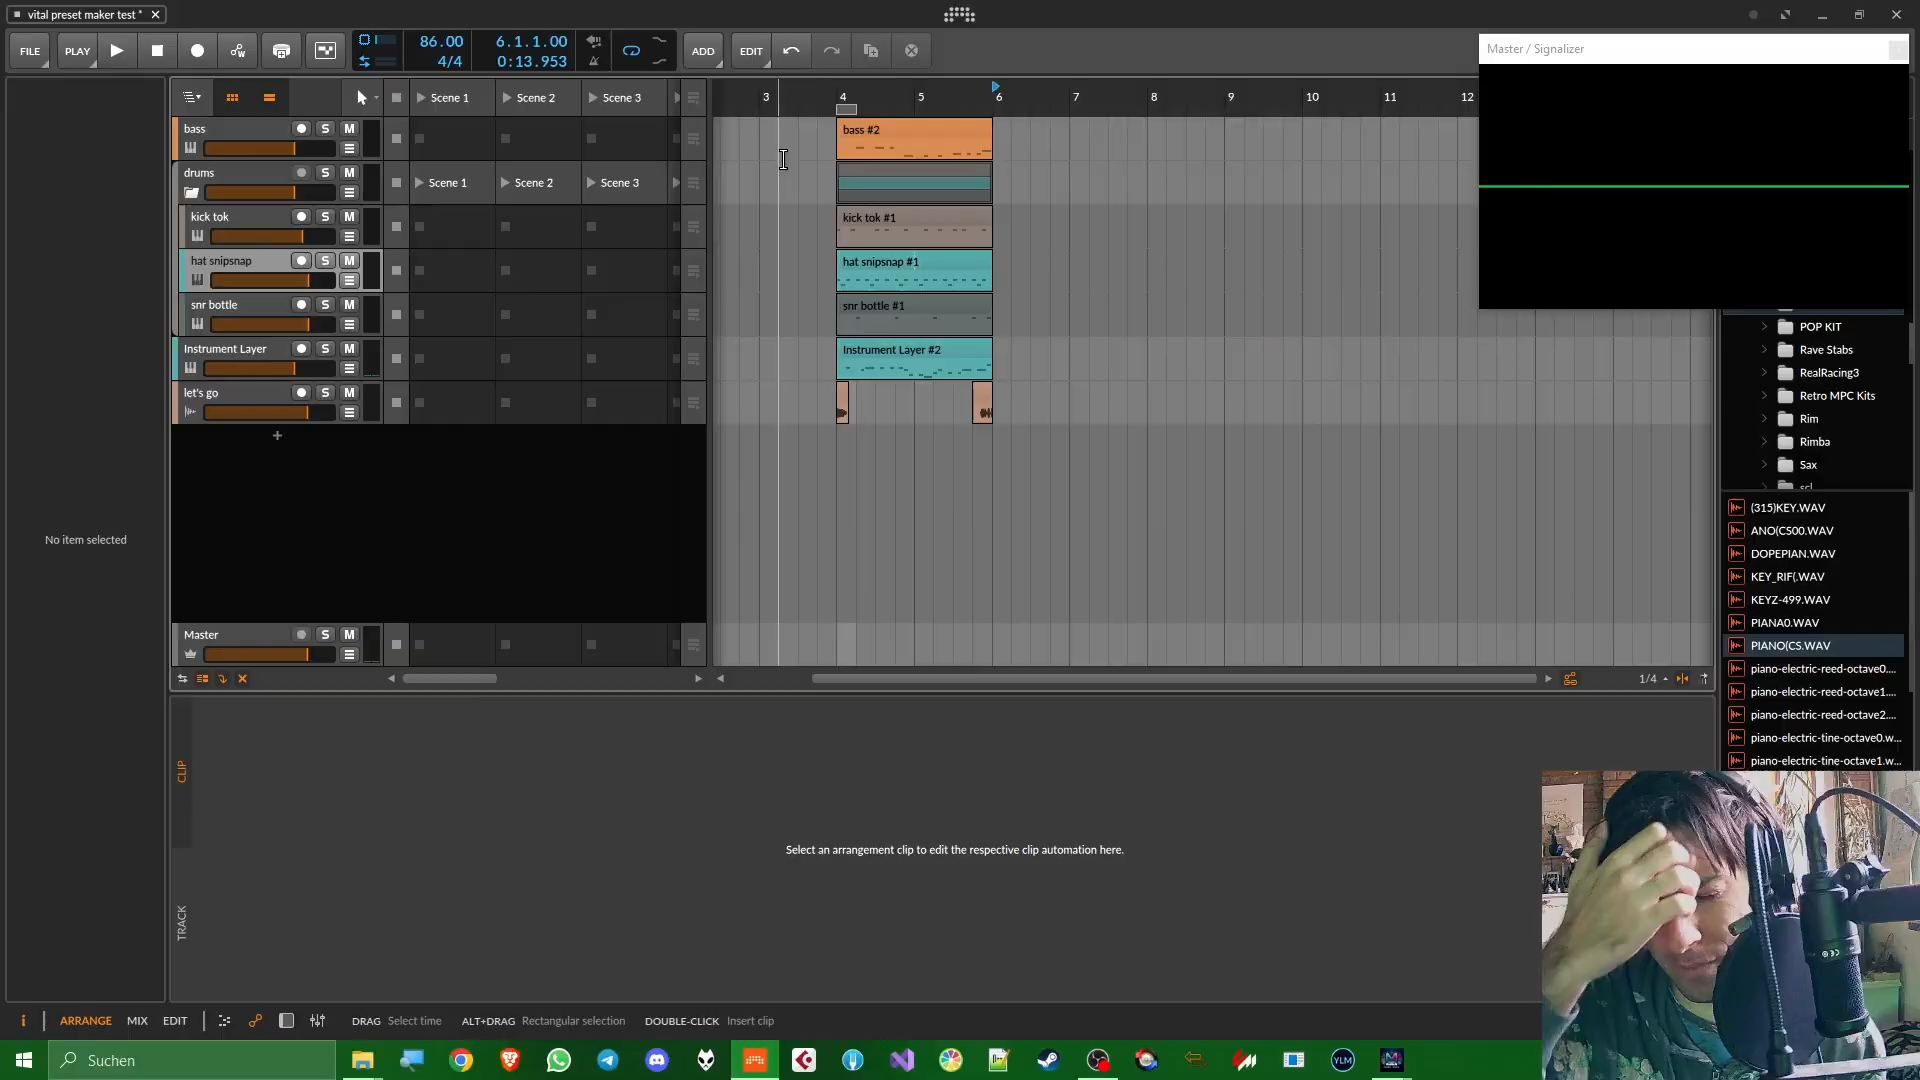 vital preset maker test *
FILE
PLAY
86.00
4/4
6.1.1.00
0:13.953
ADD
EDIT
Master / Signalizer
Scene 1
Scene 2
Scene 3
3
4
5
6
7
8
9
10
11
12
bass
S
M
bass #2
drums
S
M
Scene 1
Scene 2
Scene 3
kick tok
S
M
kick tok #1
hat snipsnap
S
M
hat snipsnap #1
snr bottle
S
M
snr bottle #1
Instrument Layer
S
M
Instrument Layer #2
let's go
S
M
No item selected
Master
S
M
1/4
POP KIT
Rave Stabs
RealRacing3
Retro MPC Kits
Rim
Rimba
Sax
(315)KEY.WAV
ANO(CS00.WAV
DOPEPIAN.WAV
KEY_RIF(.WAV
KEYZ-499.WAV
PIANA0.WAV
PIANO(CS.WAV
piano-electric-reed-octave0....
piano-electric-reed-octave1....
piano-electric-reed-octave2....
piano-electric-tine-octave0.w...
piano-electric-tine-octave1.w...
CLIP
TRACK
Select an arrangement clip to edit the respective clip automation here.
i
ARRANGE
MIX
EDIT
DRAG Select time
ALT+DRAG Rectangular selection
DOUBLE-CLICK Insert clip
Suchen
YLM